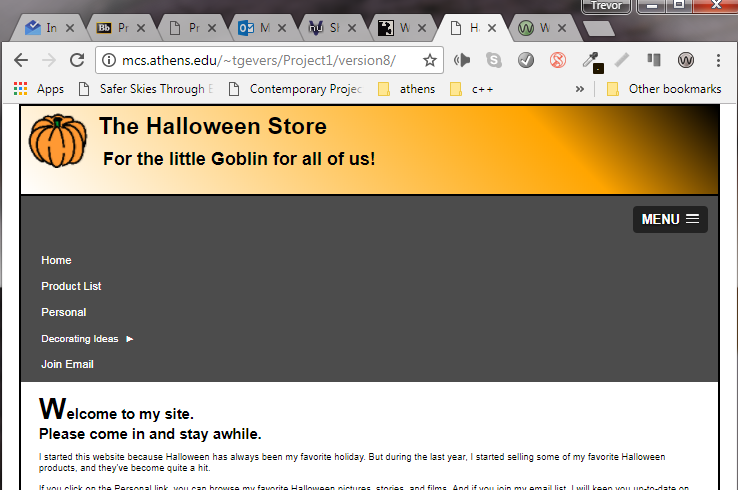 Trevor
In
Bb Pr
Pr
M
nu Sl
W
H
W
mcs.athens.edu/~tgevers/Project1/version8/
Apps Safer Skies Through E Contemporary Projec athens c++ » Other bookmarks
The Halloween Store
For the little Goblin for all of us!
MENU
Home
Product List
Personal
Decorating Ideas ►
Join Email
Welcome to my site.
Please come in and stay awhile.
I started this website because Halloween has always been my favorite holiday. But during the last year, I started selling some of my favorite Halloween
products, and they've become quite a hit.
If you click on the Personal link, you can browse my favorite Halloween pictures, stories, and films. And if you join my email list, I will keep you up-to-date on